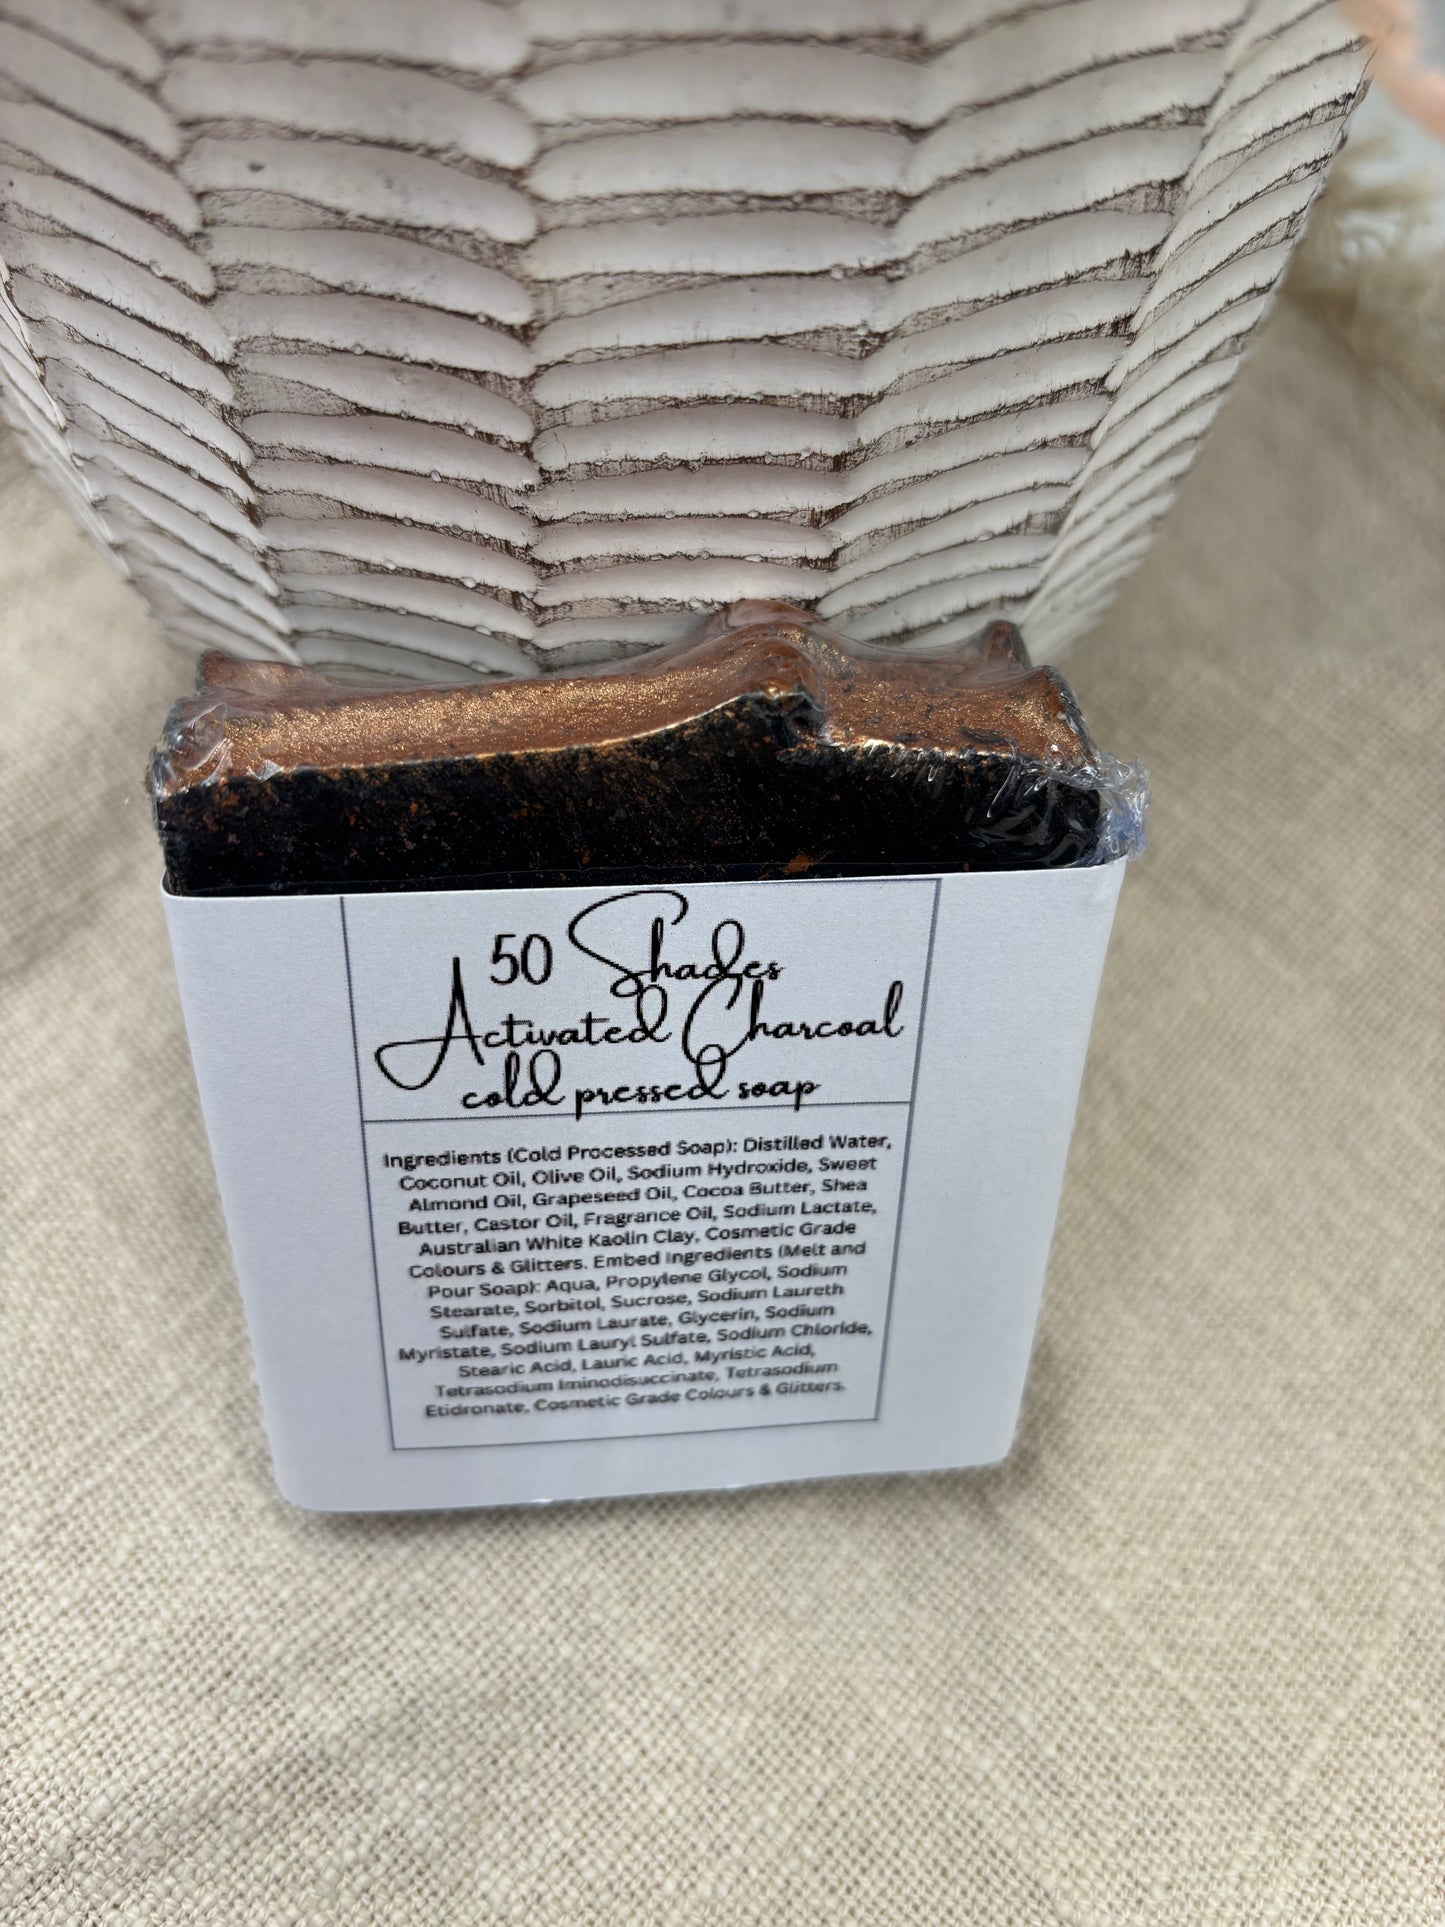 50 Shades
Activated Charcoal
cold pressed soap
Ingredients (Cold Processed Soap): Distilled Water,
Coconut Oil, Olive Oil, Sodium Hydroxide, Sweet
Almond Oil, Grapeseed Oil, Cocoa Butter, Shea
Butter, Castor Oil, Fragrance Oil, Sodium Lactate,
Australian White Kaolin Clay, Cosmetic Grade
Colours & Glitters. Embed Ingredients (Melt and
Pour Soap): Aqua, Propylene Glycol, Sodium
Stearate, Sorbitol, Sucrose, Sodium Laureth
Sulfate, Sodium Laurate, Glycerin, Sodium
Myristate, Sodium Lauryl Sulfate, Sodium Chloride,
Stearic Acid, Lauric Acid, Myristic Acid,
Tetrasodium Iminodisuccinate, Tetrasodium
Etidronate, Cosmetic Grade Colours & Glitters.